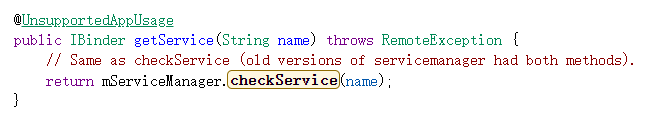 @UnsupportedAppUsage
public IBinder getService(String name) throws RemoteException {
    // Same as checkService (old versions of servicemanager had both methods).
    return mServiceManager.checkService(name);
}